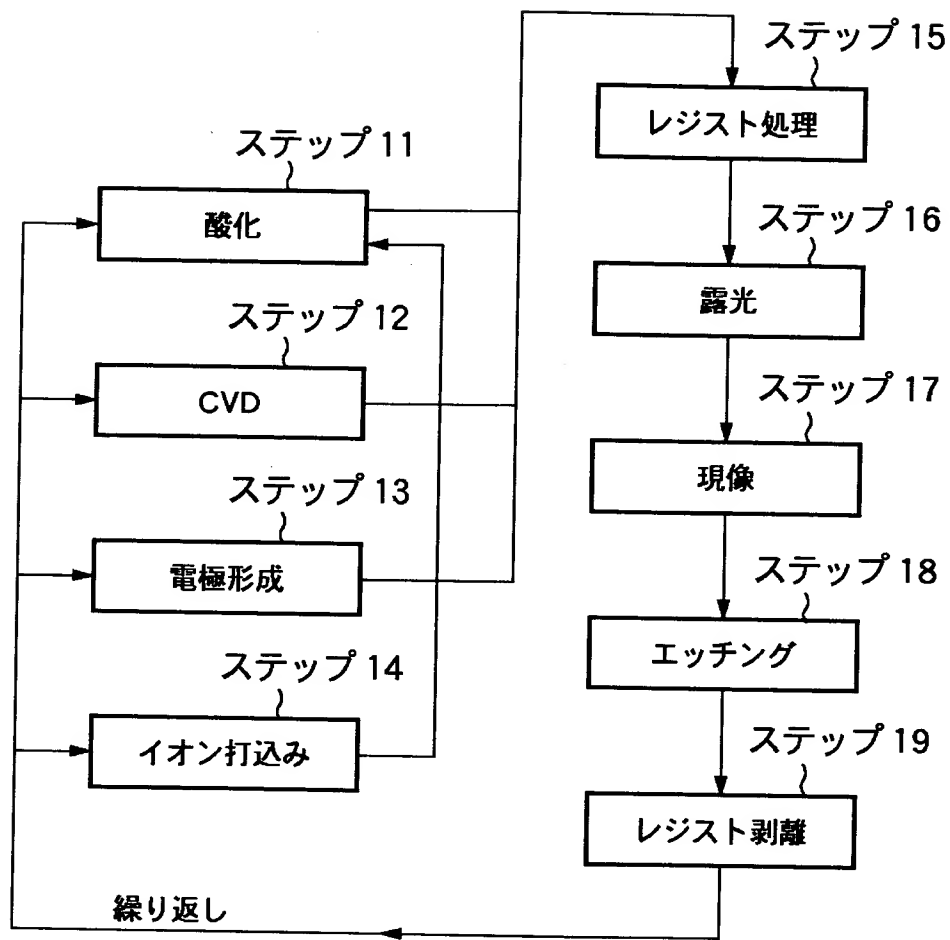 ステップ 11
酸化
ステップ 12
CVD
ステップ 13
電極形成
ステップ 14
イオン打込み
ステップ 15
レジスト処理
ステップ 16
露光
ステップ 17
現像
ステップ 18
エッチング
ステップ 19
レジスト剥離
繰り返し